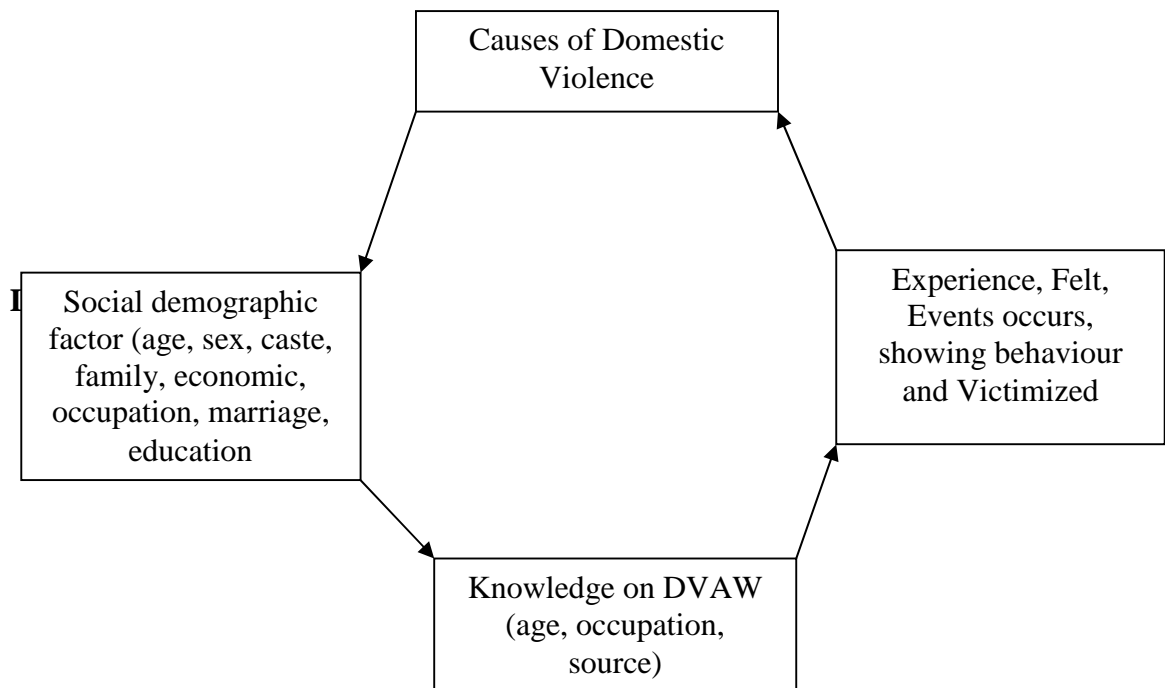 Causes of Domestic
Violence
Social demographic
factor (age, sex, caste,
family, economic,
occupation, marriage,
education
Experience, Felt,
Events occurs,
showing behaviour
and Victimized
Knowledge on DVAW
(age, occupation,
source)